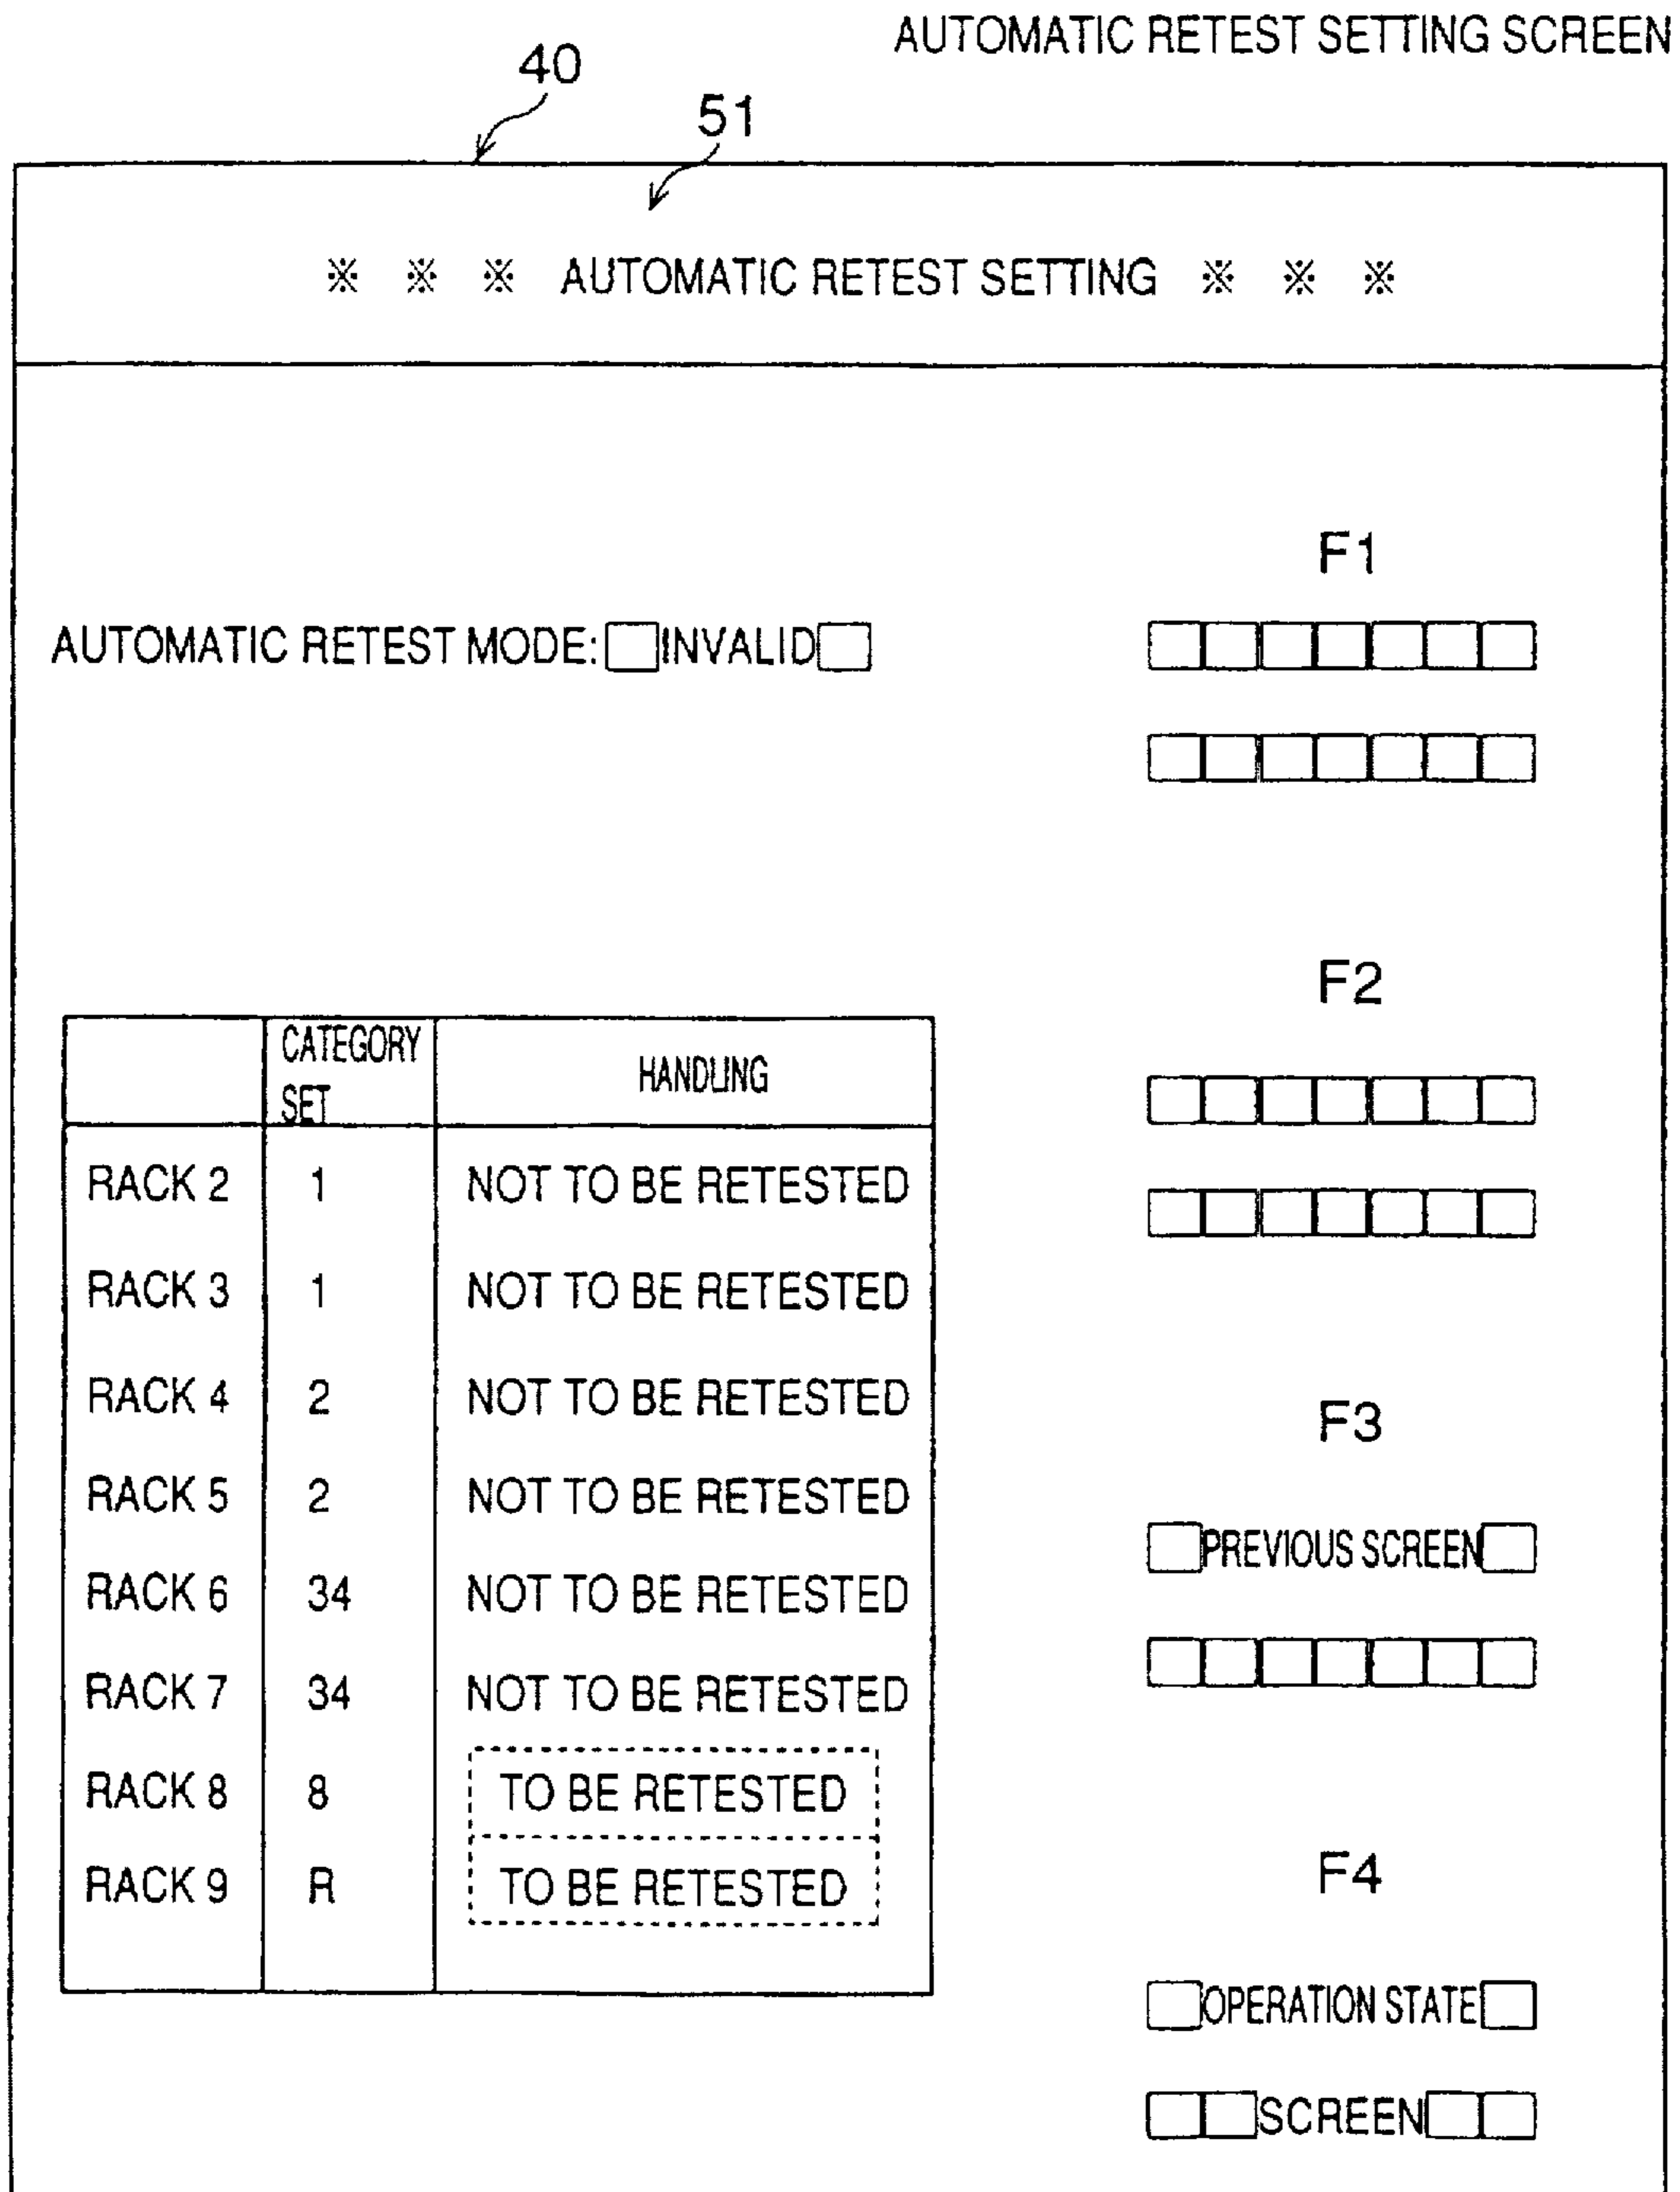 AUTOMATIC RETEST SETTING SCREEN
40
51
※ ※ ※ AUTOMATIC RETEST SETTING ※ ※ ※
F1
AUTOMATIC RETEST MODE: □INVALID□
□□□□□□□
□□□□□□□
F2
□□□□□□□
□□□□□□□
CATEGORY SET HANDLING
RACK 2 1 NOT TO BE RETESTED
RACK 3 1 NOT TO BE RETESTED
RACK 4 2 NOT TO BE RETESTED
RACK 5 2 NOT TO BE RETESTED
RACK 6 34 NOT TO BE RETESTED
RACK 7 34 NOT TO BE RETESTED
RACK 8 8 TO BE RETESTED
RACK 9 R TO BE RETESTED
F3
□PREVIOUS SCREEN□
□□□□□□□
F4
□OPERATION STATE□
□□SCREEN□□